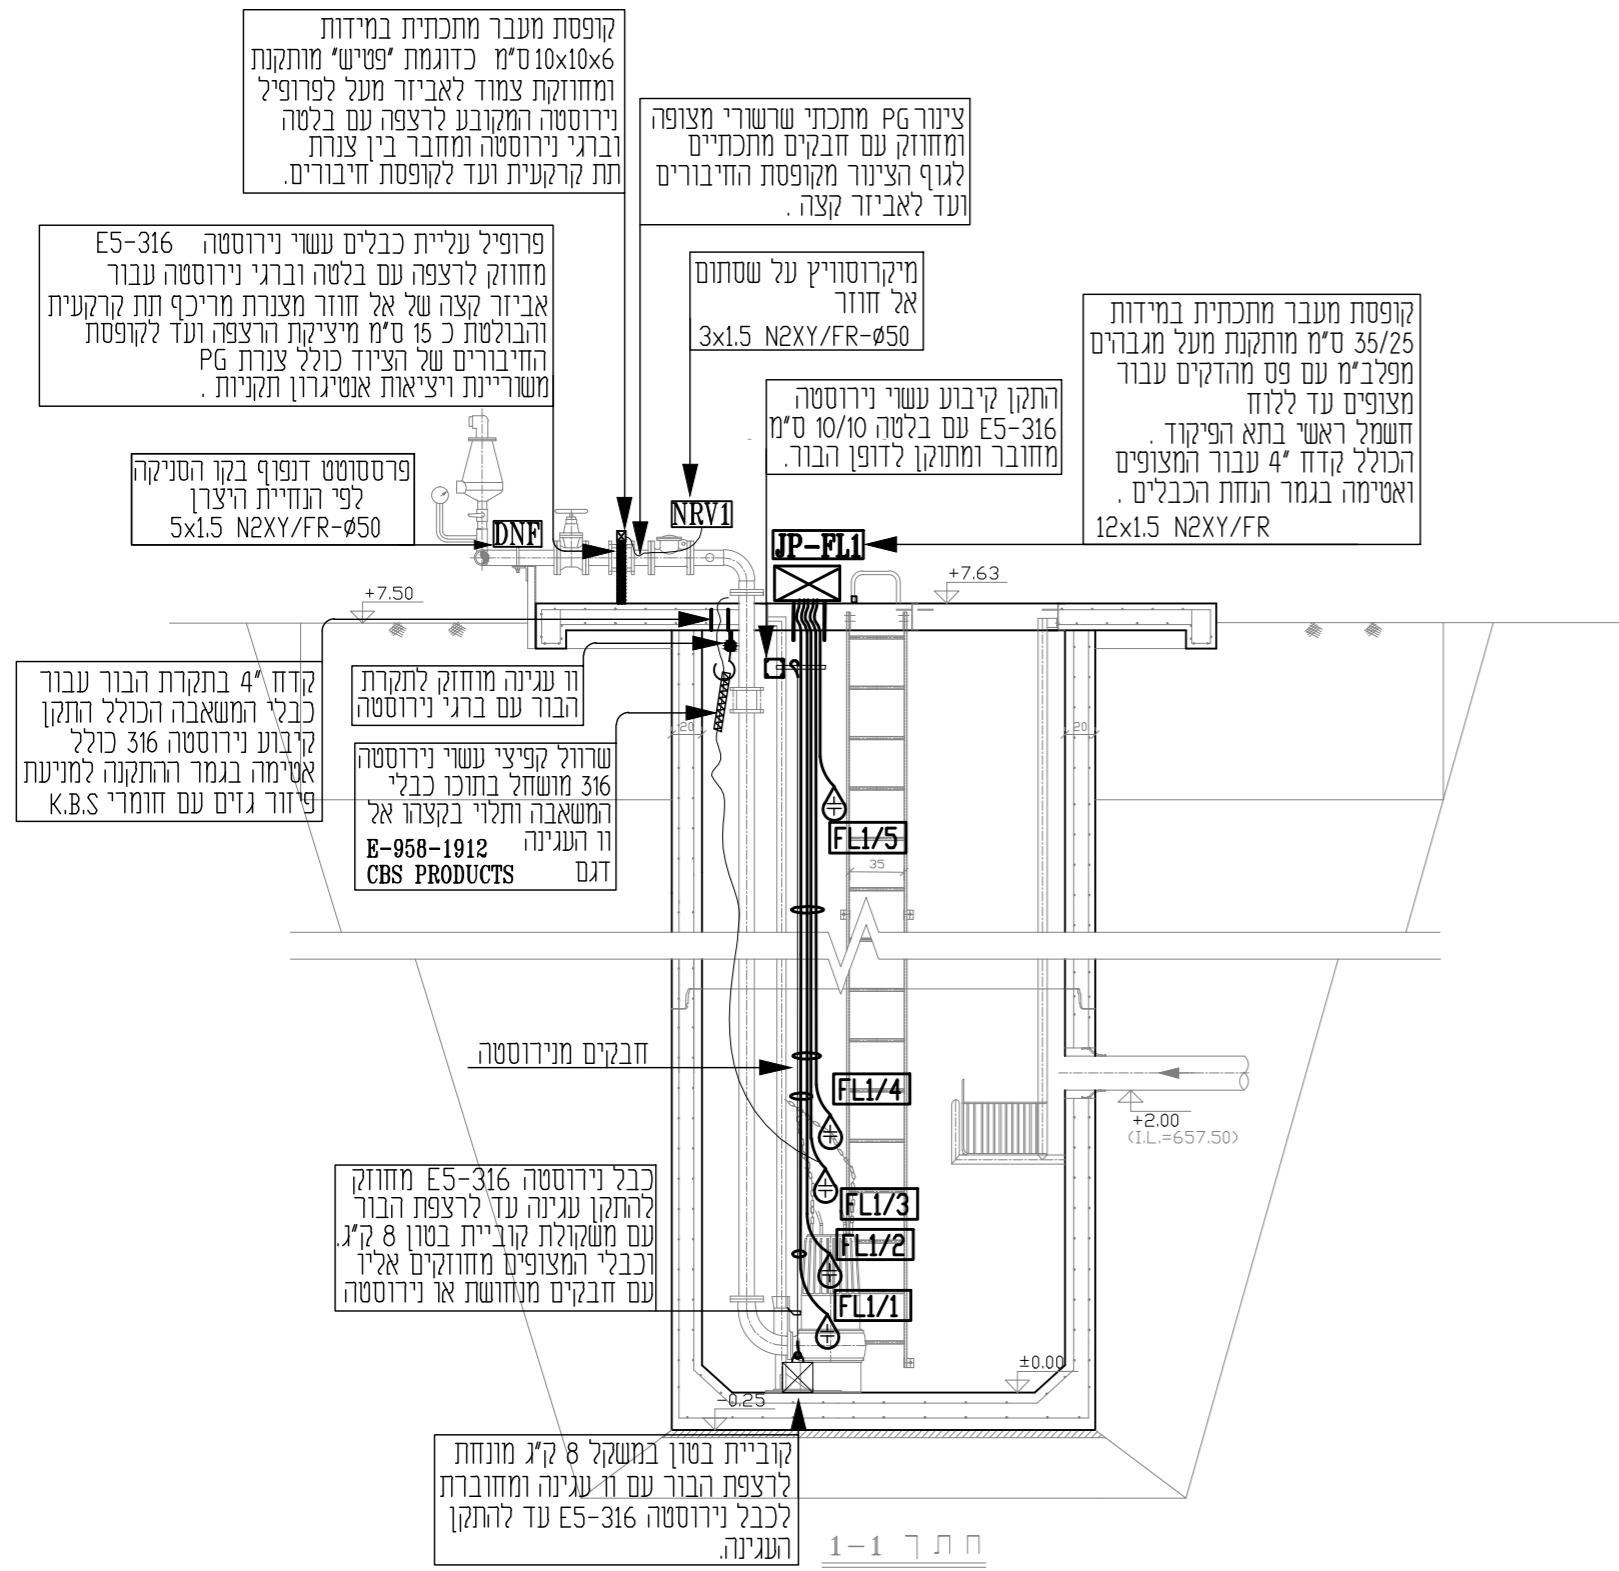 קופסת מעבר מתכתית במידות
10x10x6 ס"מ כדוגמת "פטיש" מותקנת
ומחוזקת צמוד לאביזר מעל לפרופיל
נירוסטה המקובע לרצפה עם בלטה
וברגי נירוסטה ומחבר בין צנרת
תת קרקעית ועד לקופסת חיבורים.
צינור PG מתכתי שרשורי מצופה
ומחוזק עם חבקים מתכתיים
לגוף הצינור מקופסת החיבורים
ועד לאביזר קצה .
פרופיל עליית כבלים עשוי נירוסטה E5-316
מחוזק לרצפה עם בלטה וברגי נירוסטה עבור
אביזר קצה של אל חוזר מצנרת מריכף תת קרקעית
והבולטת כ 15 ס"מ מיציקת הרצפה ועד לקופסת
החיבורים של הציוד כולל צנרת PG
משוריינת ויציאות אנטיגרון תקניות .
מיקרוסוויץ על שסתום
אל חוזר
3x1.5 N2XY/FR-Ø50
קופסת מעבר מתכתית במידות
35/25 ס"מ מותקנת מעל מגבהים
מפלב"מ עם פס מהדקים עבור
מצופים עד ללוח
חשמל ראשי בתא הפיקוד .
הכולל קדח "4 עבור המצופים
ואטימה בגמר הנחת הכבלים .
12x1.5 N2XY/FR
התקן קיבוע עשוי נירוסטה
E5-316 עם בלטה 10/10 ס"מ
מחובר ומתוקן לדופן הבור.
פרססוטט דנפוף בקו הסניקה
לפי הנחיית היצרן
5x1.5 N2XY/FR-Ø50
DNF
NRV1
JP-FL1
+7.50
+7.63
קדח "4 בתקרת הבור עבור
כבלי המשאבה הכולל התקן
קיבוע נירוסטה 316 כולל
אטימה בגמר ההתקנה למניעת
פיזור גזים עם חומרי K.B.S
וו עגינה מוחזק לתקרת
הבור עם ברגי נירוסטה
20
20
שרוול קפיצי עשוי נירוסטה
316 מושחל בתוכו כבלי
המשאבה ותלוי בקצהו אל
וו העגינה
E-958-1912
דגם CBS PRODUCTS
FL1/5
35
חבקים מנירוסטה
FL1/4
+2.00
(I.L.=657.50)
כבל נירוסטה E5-316 מחוזק
להתקן עגינה עד לרצפת הבור
עם משקולת קוביית בטון 8 ק"ג.
וכבלי המצופים מחוזקים אליו
עם חבקים מנחושת או נירוסטה
FL1/3
FL1/2
FL1/1
±0.00
-0.25
קוביית בטון במשקל 8 ק"ג מונחת
לרצפת הבור עם וו עגינה ומחוברת
לכבל נירוסטה E5-316 עד להתקן
העגינה.
חתך 1-1